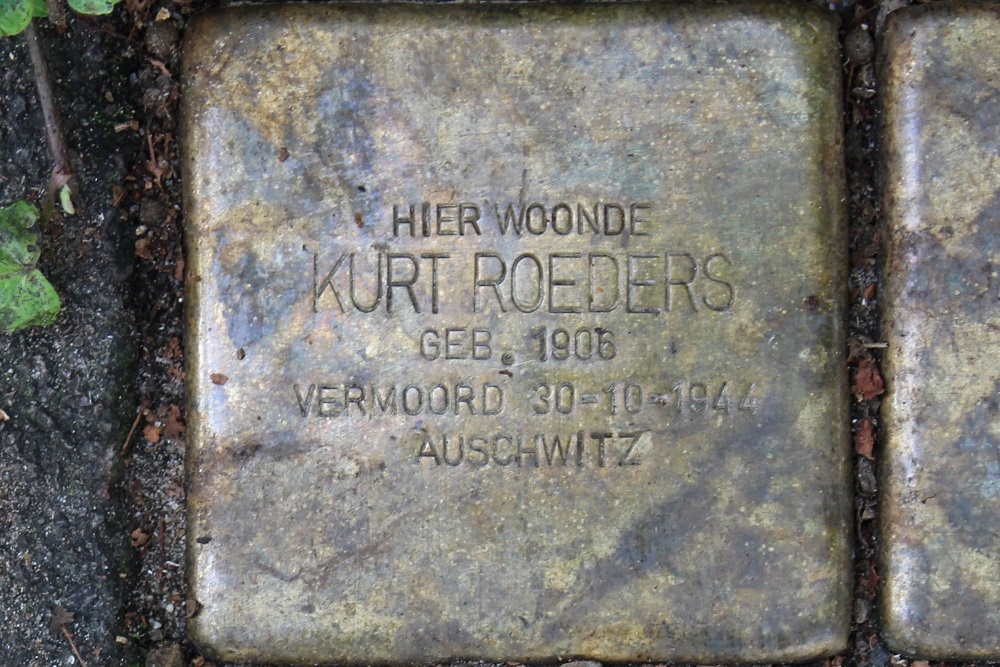 HIER WOONDE
KURT ROEDERS
GEB. 1906
VERMOORD 30-10-1944
AUSCHWITZ